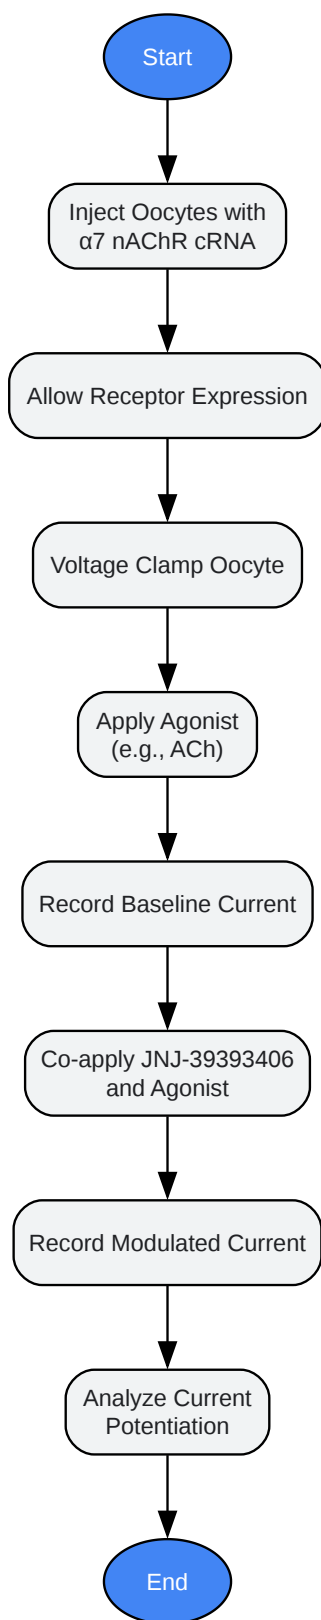 Start
Inject Oocytes with
α7 nAChR cRNA
Allow Receptor Expression
Voltage Clamp Oocyte
Apply Agonist
(e.g., ACh)
Record Baseline Current
Co-apply JNJ-39393406
and Agonist
Record Modulated Current
Analyze Current
Potentiation
End